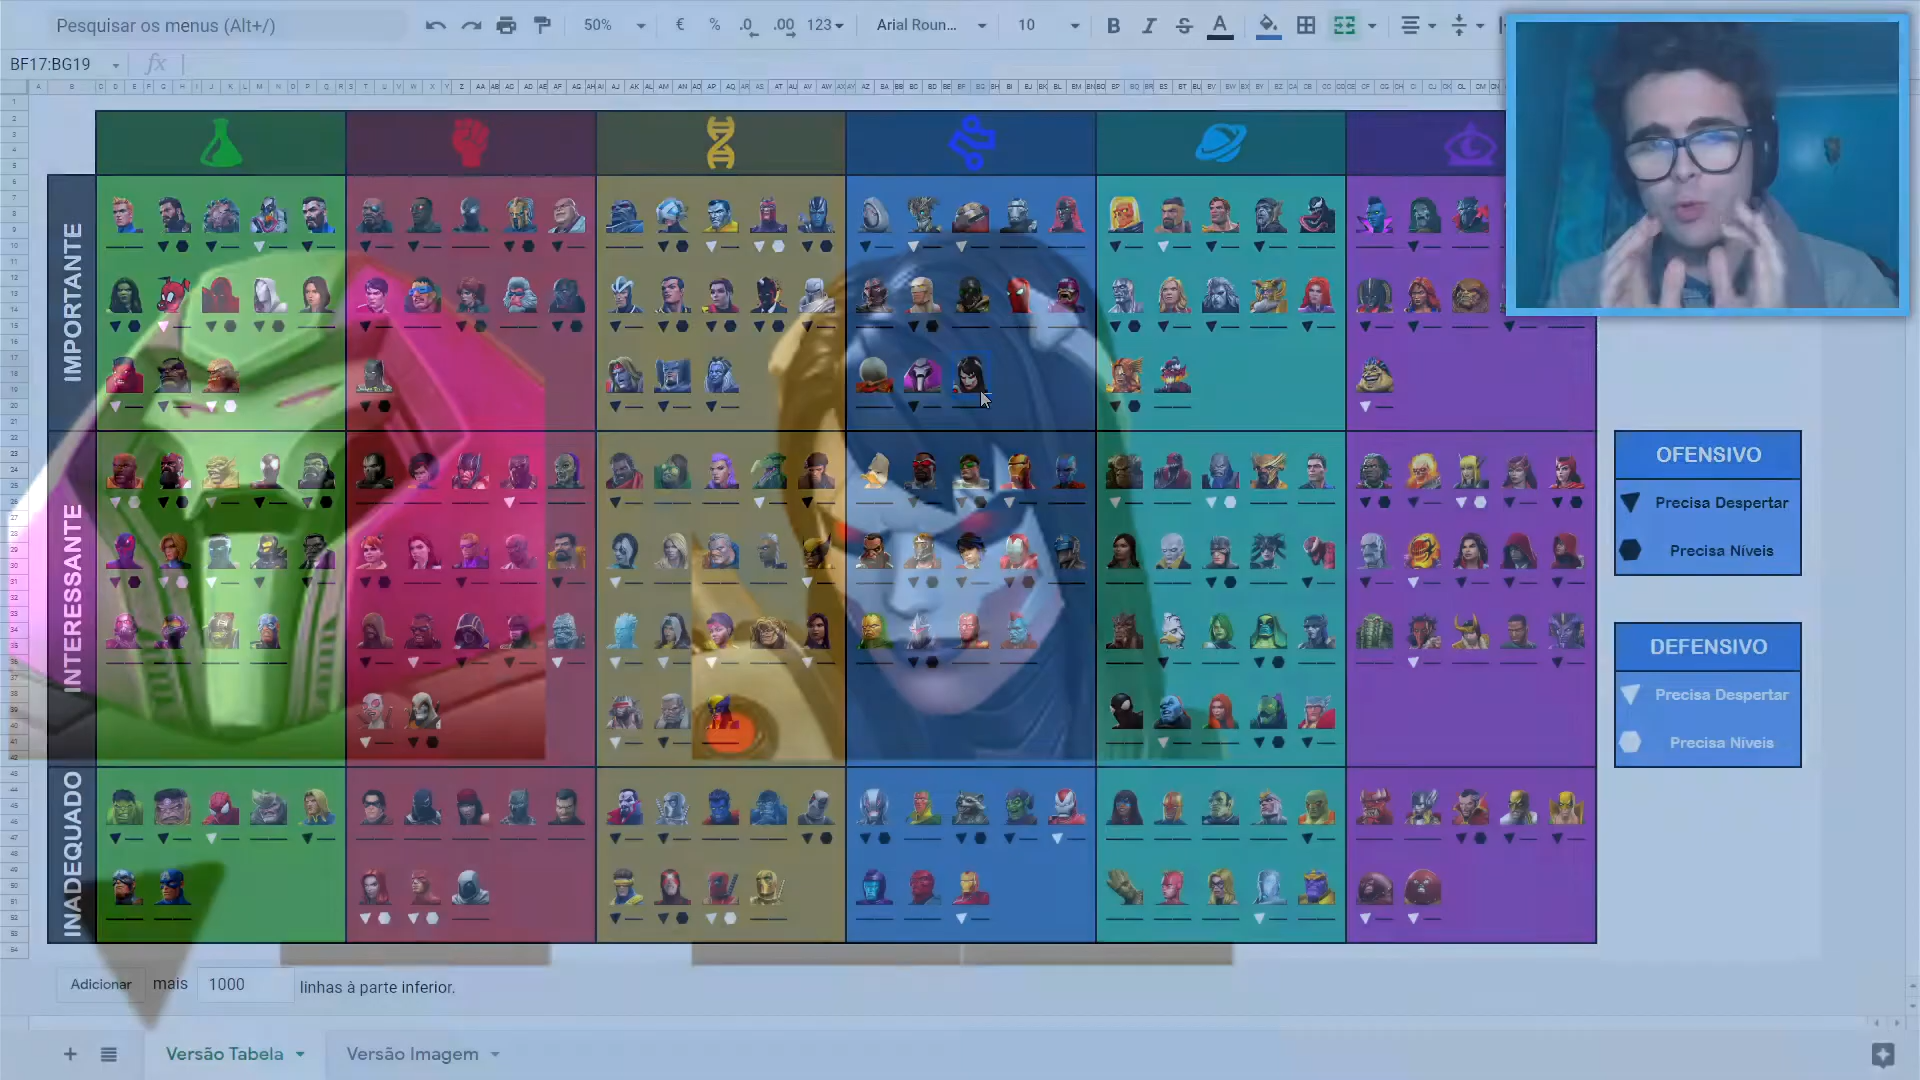 Pesquisar os menus (Alt+/)
50%
€
%
.0
.00
123
Arial Roun...
10
B
I
S
A
BF17:BG19
fx
IMPORTANTE
INTERESSANTE
INADEQUADO
OFENSIVO
Precisa Despertar
Precisa Níveis
DEFENSIVO
Precisa Despertar
Precisa Níveis
Adicionar
mais
1000
linhas à parte inferior.
+
Versão Tabela
Versão Imagem